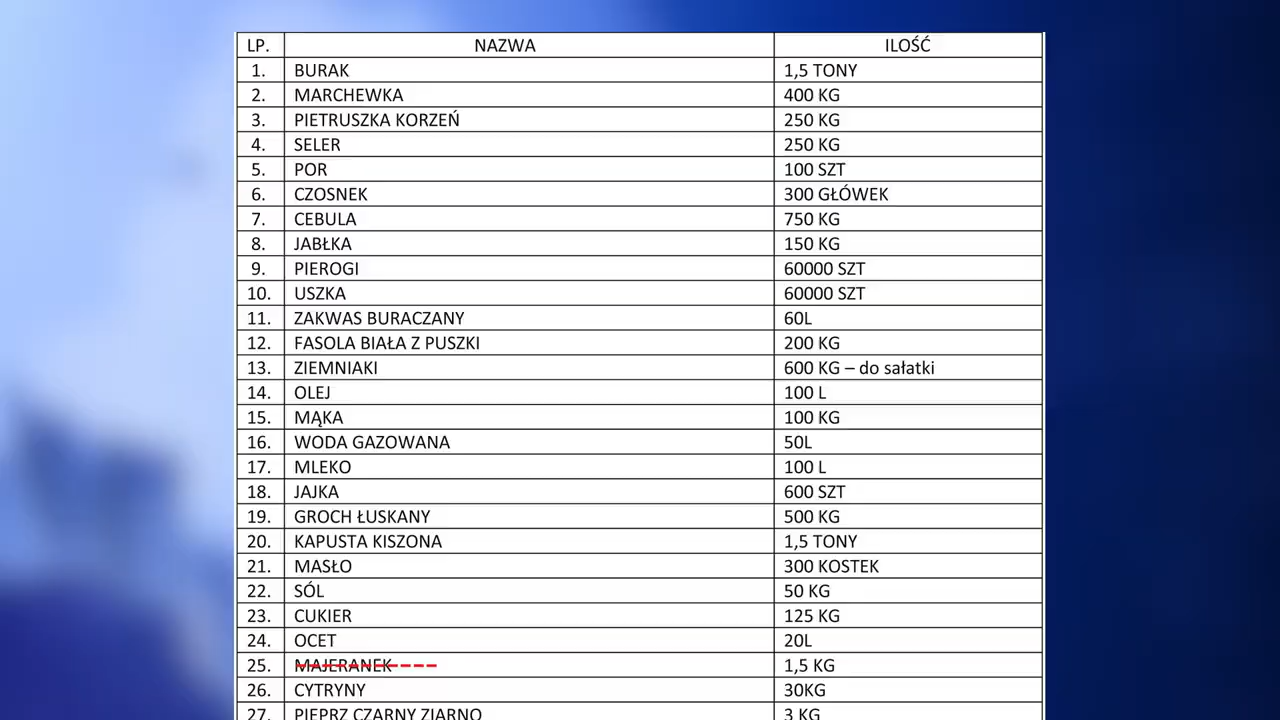 LP. NAZWA ILOŚĆ
1. BURAK 1,5 TONY
2. MARCHEWKA 400 KG
3. PIETRUSZKA KORZEŃ 250 KG
4. SELER 250 KG
5. POR 100 SZT
6. CZOSNEK 300 GŁÓWEK
7. CEBULA 750 KG
8. JABŁKA 150 KG
9. PIEROGI 60000 SZT
10. USZKA 60000 SZT
11. ZAKWAS BURACZANY 60L
12. FASOLA BIAŁA Z PUSZKI 200 KG
13. ZIEMNIAKI 600 KG – do sałatki
14. OLEJ 100 L
15. MĄKA 100 KG
16. WODA GAZOWANA 50L
17. MLEKO 100 L
18. JAJKA 600 SZT
19. GROCH ŁUSKANY 500 KG
20. KAPUSTA KISZONA 1,5 TONY
21. MASŁO 300 KOSTEK
22. SÓL 50 KG
23. CUKIER 125 KG
24. OCET 20L
25. MAJERANEK 1,5 KG
26. CYTRYNY 30KG
27. PIEPRZ CZARNY ZIARNO 3 KG